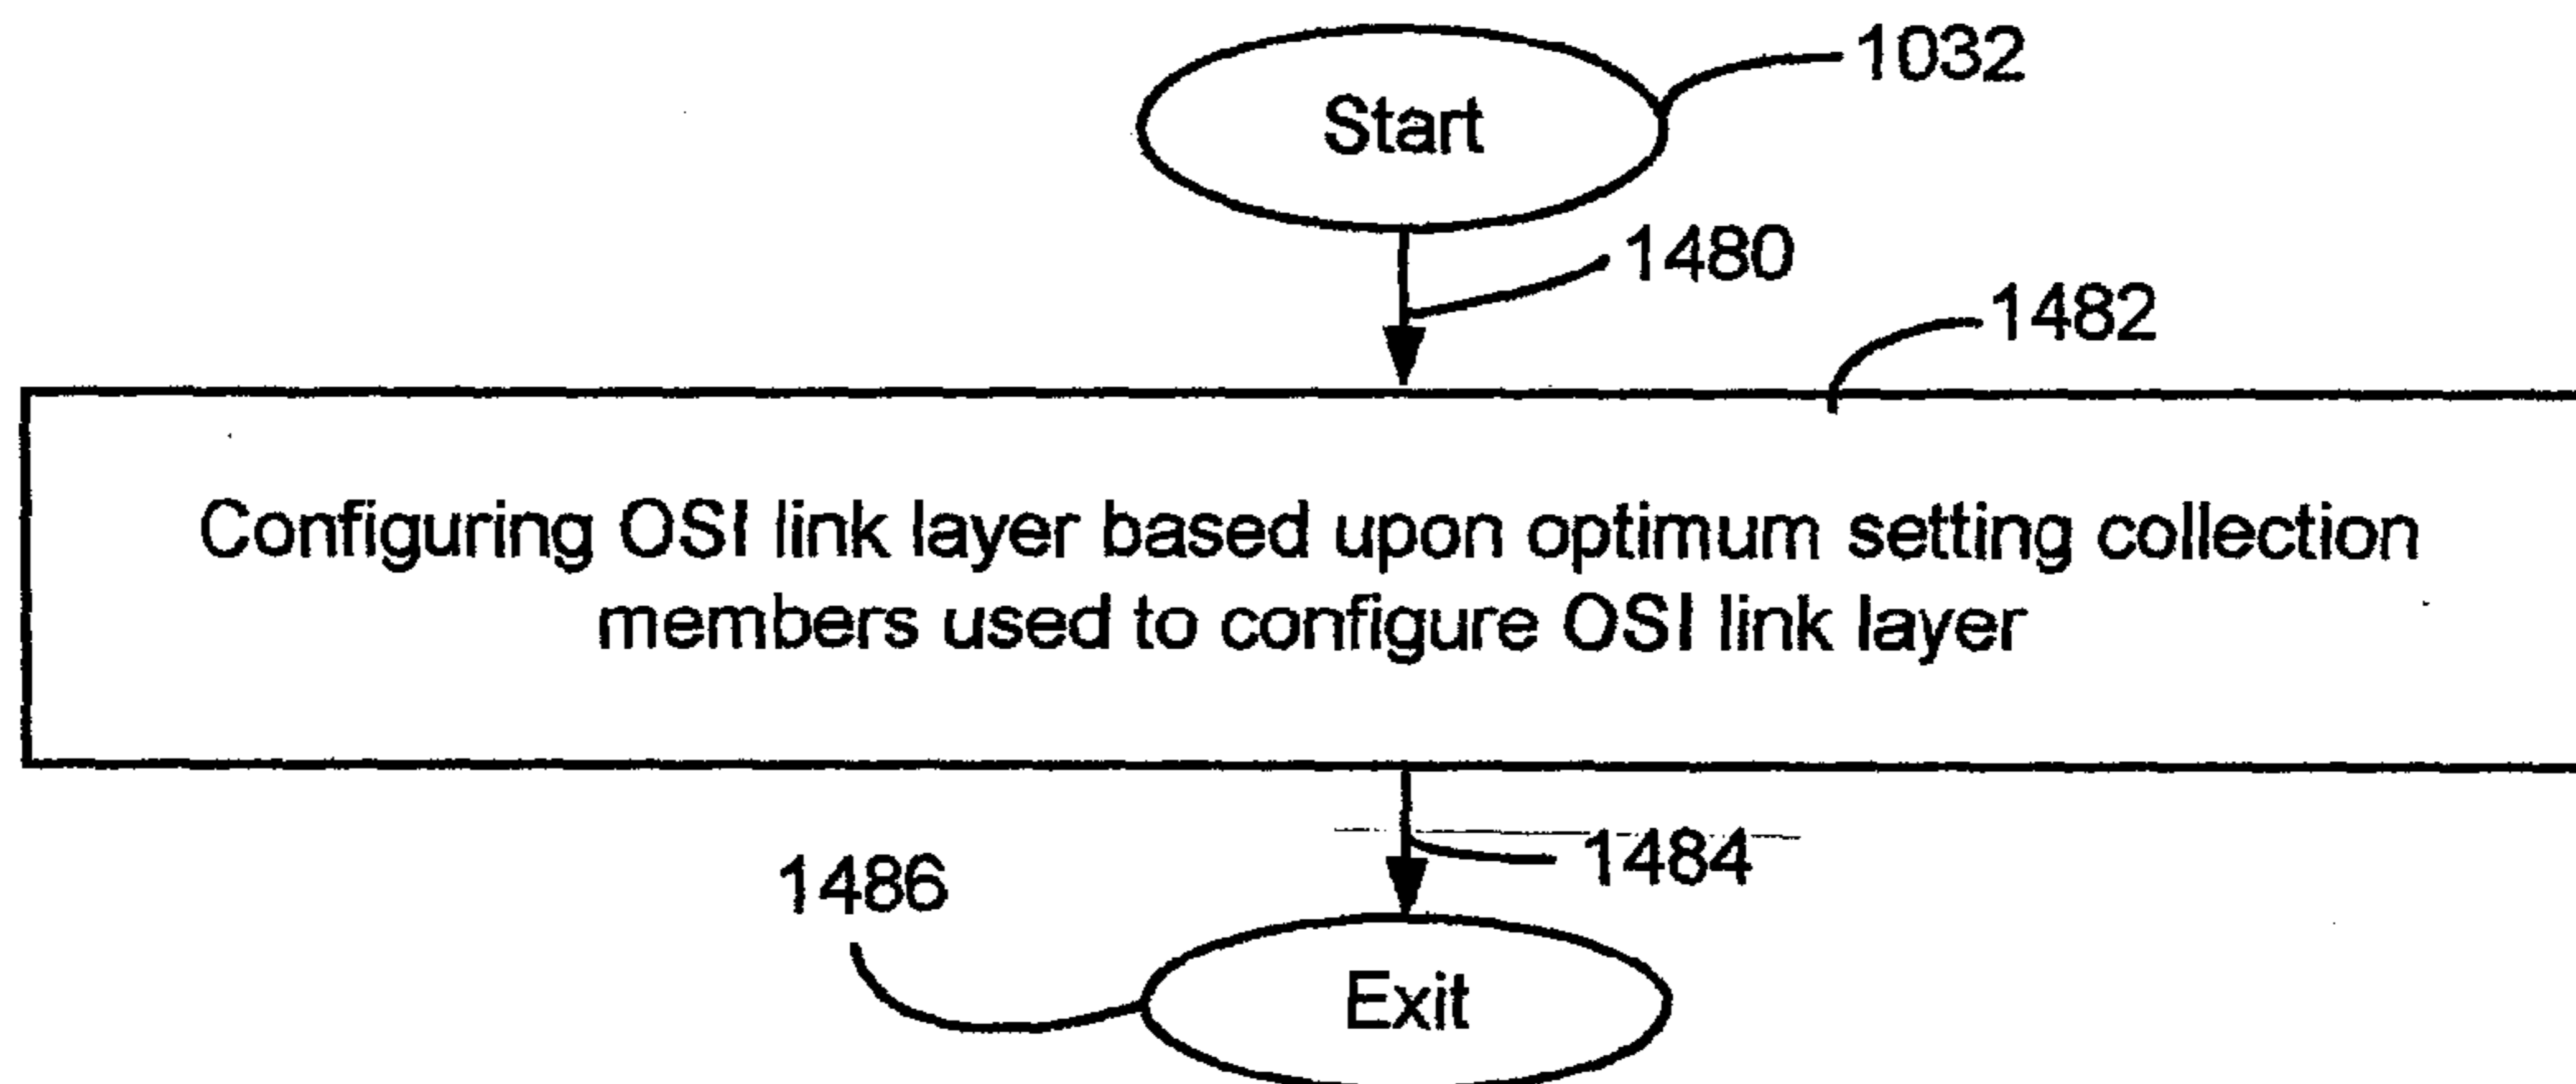 Start
1032
1480
1482
Configuring OSI link layer based upon optimum setting collection
members used to configure OSI link layer
1484
1486
Exit